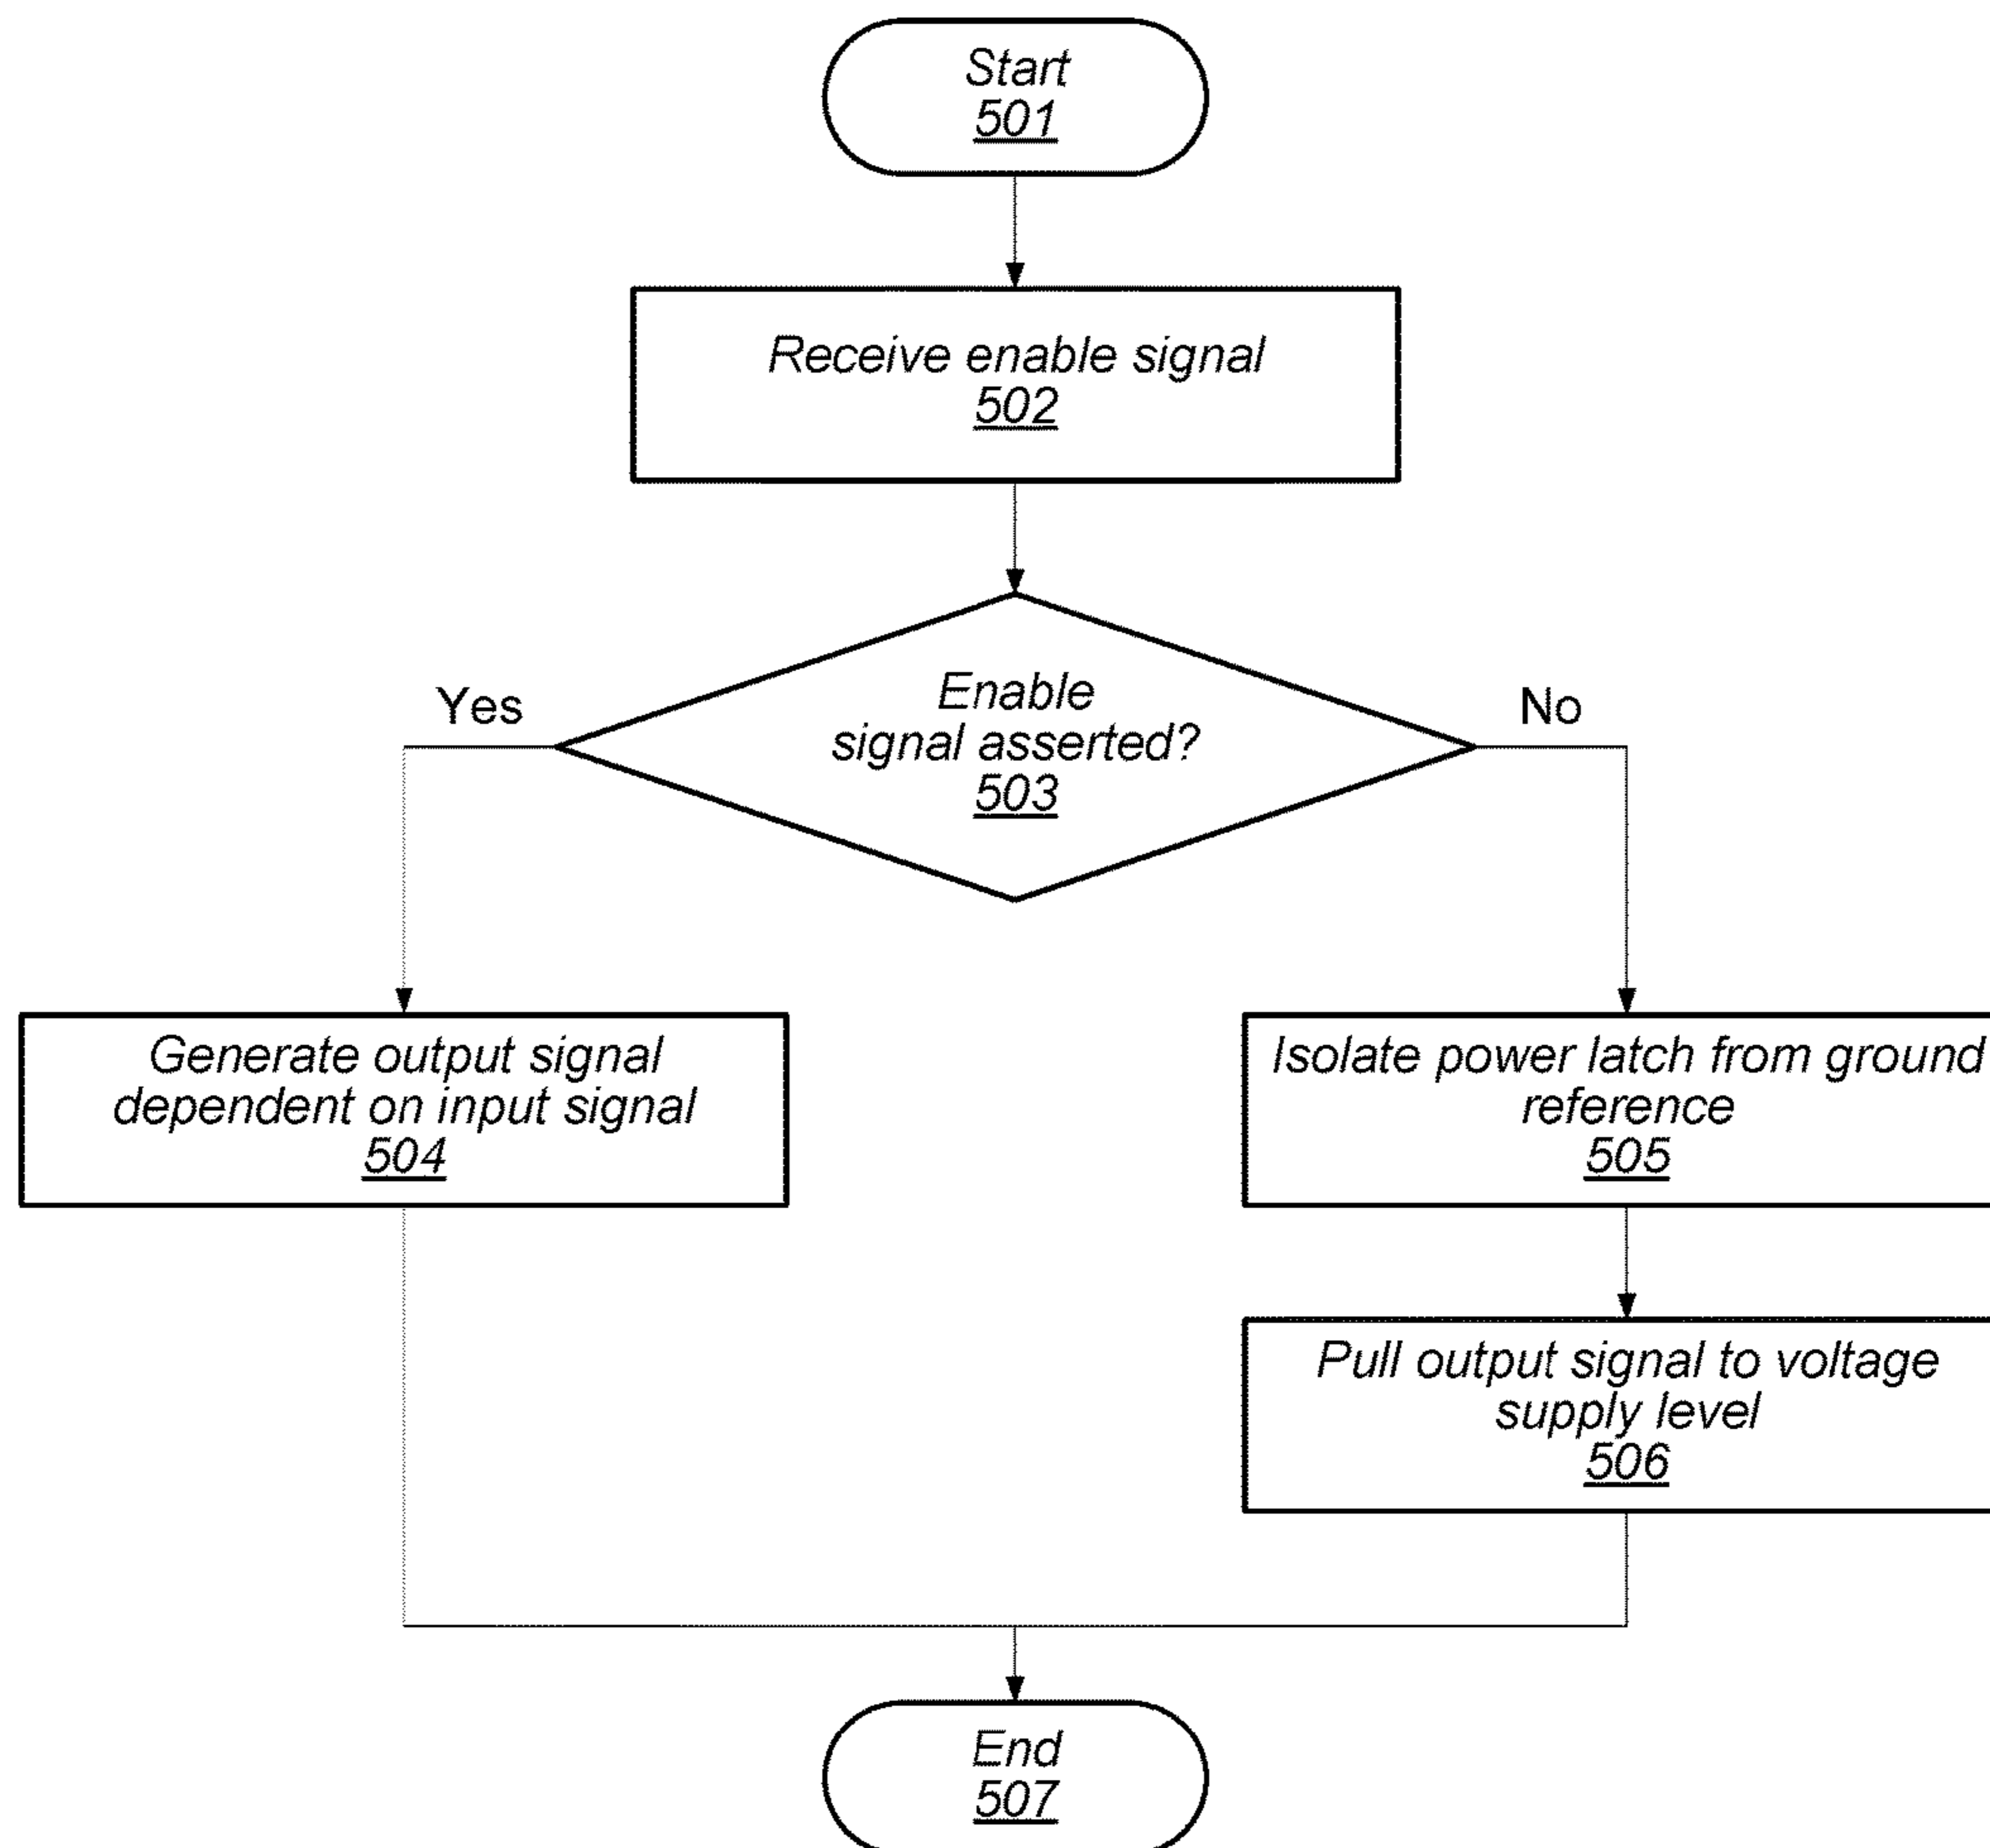 Start
501
Receive enable signal
502
Enable
signal asserted?
503
Yes
No
Generate output signal
dependent on input signal
504
Isolate power latch from ground
reference
505
Pull output signal to voltage
supply level
506
End
507